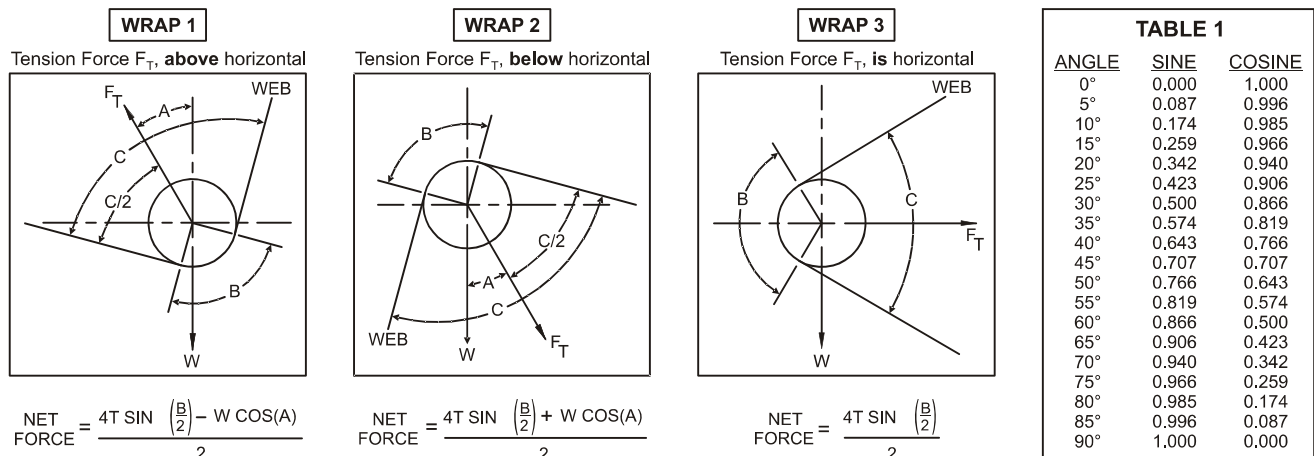 WRAP 1
Tension Force FT, above horizontal
FT
A
WEB
C
C/2
B
W
NET FORCE = 4T SIN (B/2) – W COS(A)
2
WRAP 2
Tension Force FT, below horizontal
B
C/2
A
C
WEB
W
FT
NET FORCE = 4T SIN (B/2) + W COS(A)
2
WRAP 3
Tension Force FT, is horizontal
WEB
B
C
FT
W
NET FORCE = 4T SIN (B/2)
2
TABLE 1
ANGLE SINE COSINE
0° 0.000 1.000
5° 0.087 0.996
10° 0.174 0.985
15° 0.259 0.966
20° 0.342 0.940
25° 0.423 0.906
30° 0.500 0.866
35° 0.574 0.819
40° 0.643 0.766
45° 0.707 0.707
50° 0.766 0.643
55° 0.819 0.574
60° 0.866 0.500
65° 0.906 0.423
70° 0.940 0.342
75° 0.966 0.259
80° 0.985 0.174
85° 0.996 0.087
90° 1.000 0.000